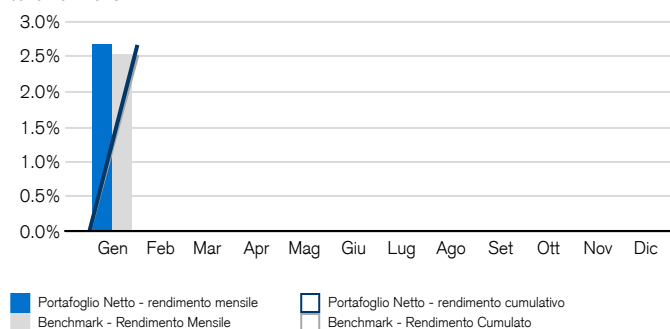 3.0%
2.5%
2.0%
1.5%
1.0%
0.5%
0.0%
Gen Feb Mar Apr Mag Giu Lug Ago Set Ott Nov Dic
Portafoglio Netto - rendimento mensile
Portafoglio Netto - rendimento cumulativo
Benchmark - Rendimento Mensile
Benchmark - Rendimento Cumulato